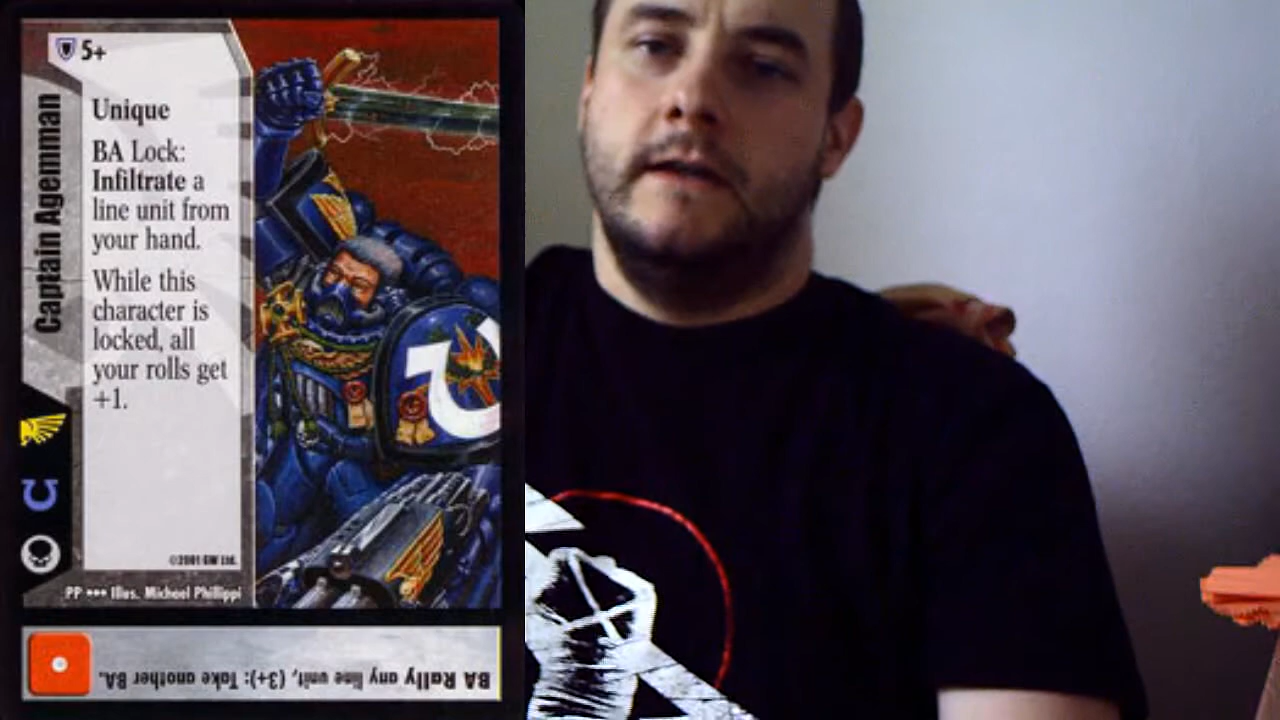 5+
Captain Agemman
Unique
BA Lock:
Infiltrate a
line unit from
your hand.
While this
character is
locked, all
your rolls get
+1.
©2001 GW Ltd.
PP ••• Illus. Michael Phillippi
BA Rally any line unit, (3+): Take another BA.